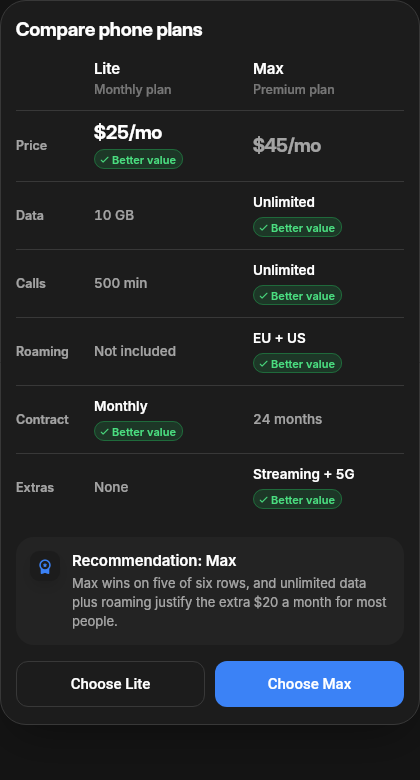 Compare phone plans
Lite Max
Monthly plan Premium plan
Price $25/mo $45/mo
Better value
Data 10 GB Unlimited
Better value
Calls 500 min Unlimited
Better value
Roaming Not included EU + US
Better value
Contract Monthly 24 months
Better value
Extras None Streaming + 5G
Better value
Recommendation: Max
Max wins on five of six rows, and unlimited data
plus roaming justify the extra $20 a month for most
people.
Choose Lite Choose Max